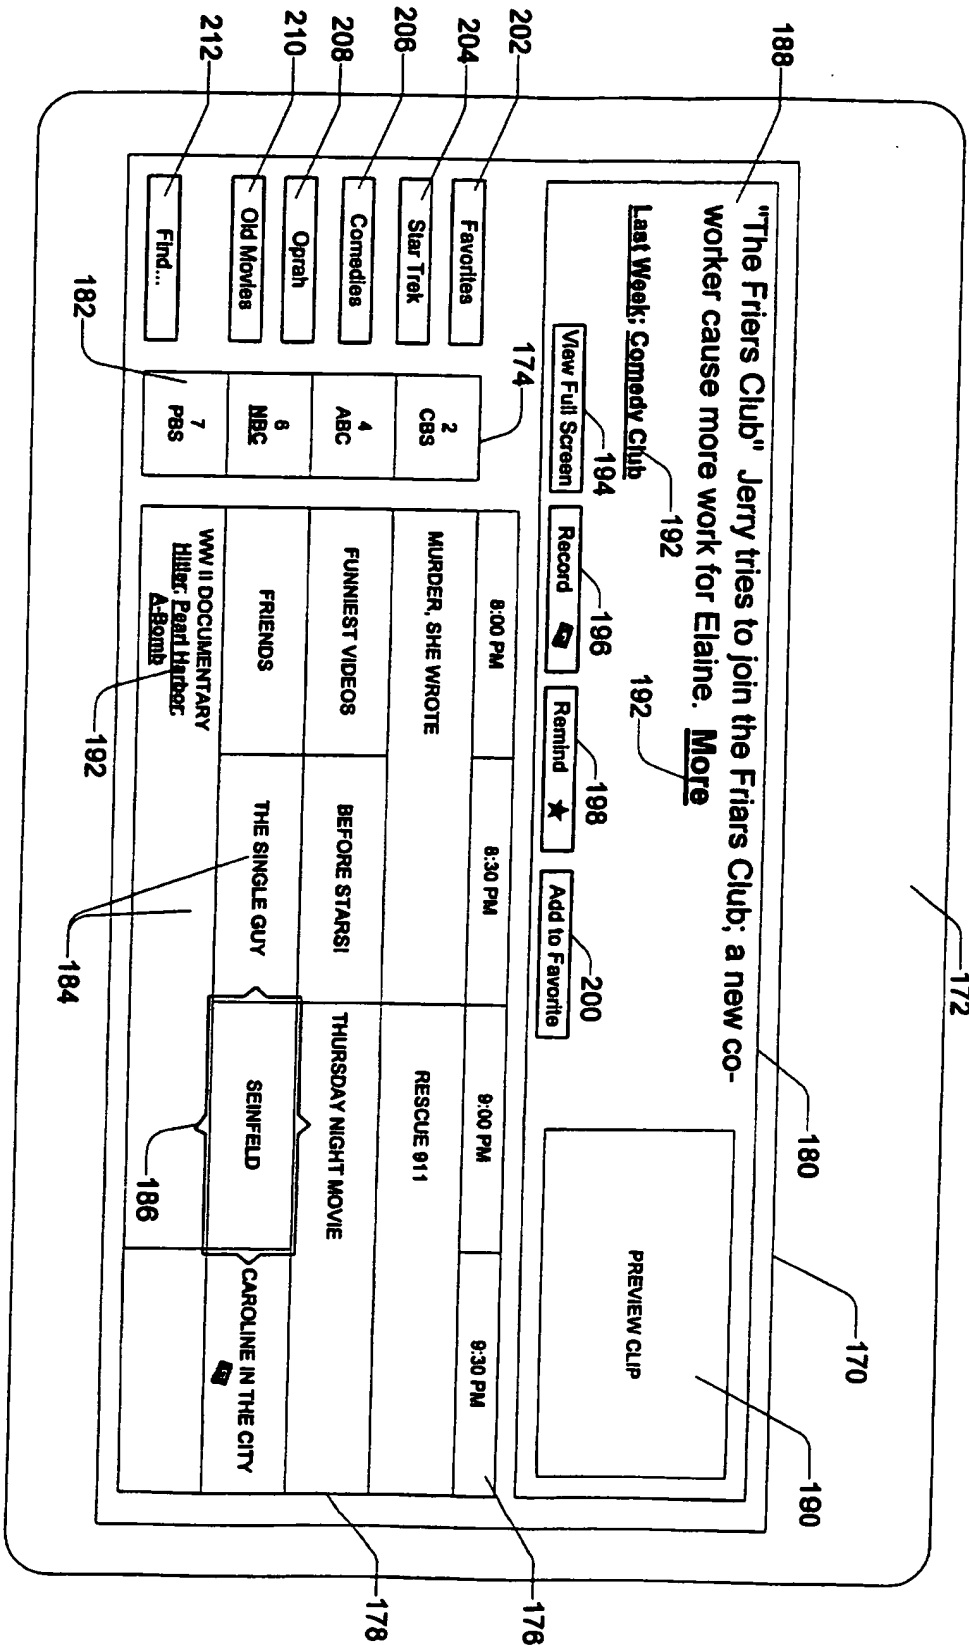 172
188
180
170
"The Friers Club" Jerry tries to join the Friars Club; a new co-
worker cause more work for Elaine. More
Last Week; Comedy Club
192
192
PREVIEW CLIP
190
194
196
198
200
View Full Screen
Record
Remind ★
Add to Favorite
202
204
206
208
210
212
Favorites
Star Trek
Comedies
Oprah
Old Movies
Find...
174
2
CBS
4
ABC
6
NBC
7
PBS
182
8:00 PM
8:30 PM
9:00 PM
9:30 PM
176
MURDER, SHE WROTE
RESCUE 911
FUNNIEST VIDEOS
BEFORE STARS!
THURSDAY NIGHT MOVIE
178
FRIENDS
THE SINGLE GUY
SEINFELD
CAROLINE IN THE CITY
WW II DOCUMENTARY
Hitler; Pearl Harbor;
A-Bomb
192
184
186